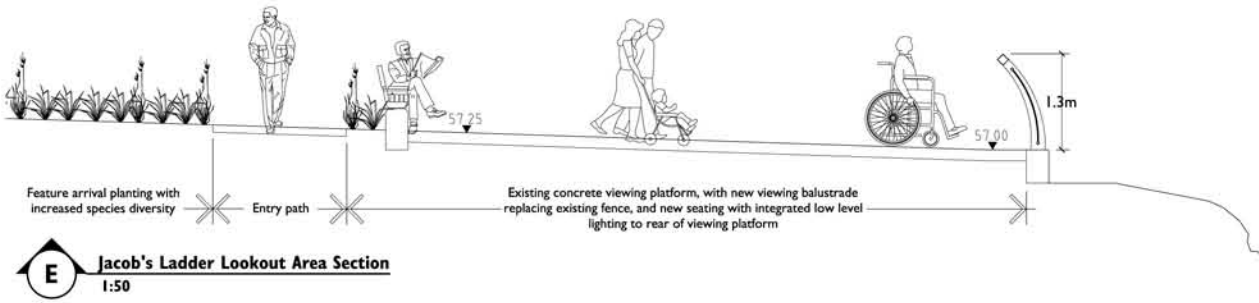 57.25
57.00
1.3m
Feature arrival planting with
increased species diversity
Entry path
Existing concrete viewing platform, with new viewing balustrade
replacing existing fence, and new seating with integrated low level
lighting to rear of viewing platform
E
Jacob's Ladder Lookout Area Section
1:50